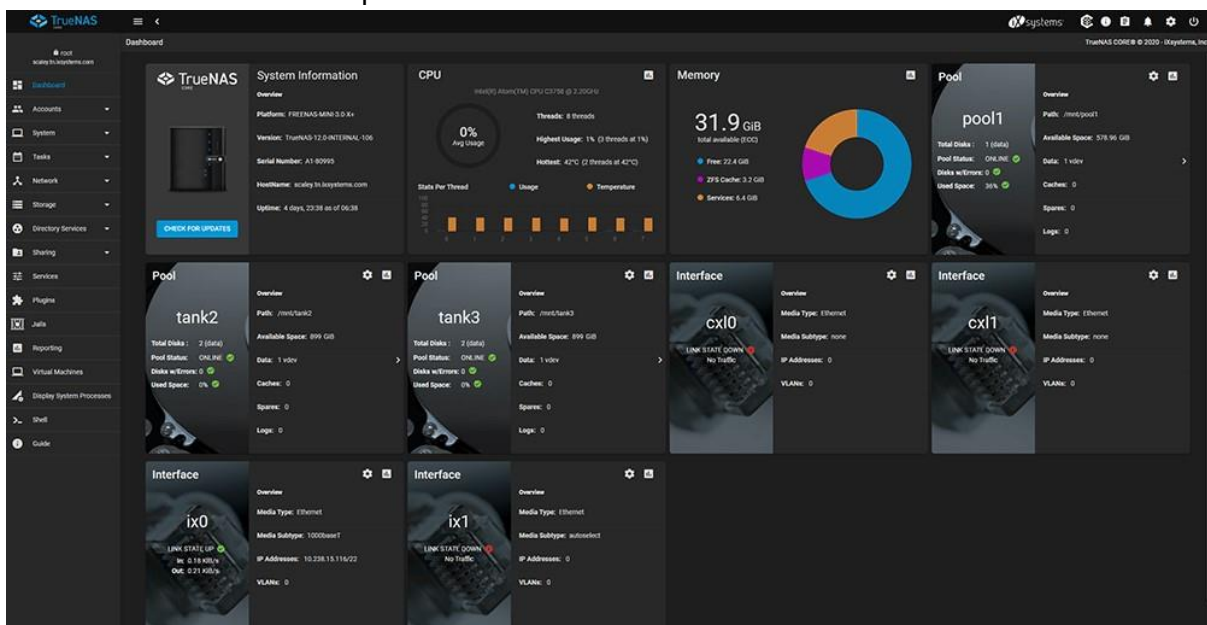 TrueNAS
CORE
systems
root
scaley.tn.ixsystems.com
Dashboard
TrueNAS CORE® © 2020 - iXsystems, Inc
Dashboard
Accounts
System
Tasks
Network
Storage
Directory Services
Sharing
Services
Plugins
Jails
Reporting
Virtual Machines
Display System Processes
Shell
Guide
TrueNAS
CORE
CHECK FOR UPDATES
System Information
Overview
Platform: FREENAS-MINI-3.0-X+
Version: TrueNAS-12.0-INTERNAL-106
Serial Number: A1-80995
HostName: scaley.tn.ixsystems.com
Uptime: 4 days, 23:38 as of 06:38
CPU
Intel(R) Atom(TM) CPU C3758 @ 2.20GHz
0%
Avg Usage
Threads: 8 threads
Highest Usage: 1% (3 threads at 1%)
Hottest: 42°C (2 threads at 42°C)
Stats Per Thread
Usage
Temperature
0 1 2 3 4 5 6 7
Memory
31.9 GiB
total available (ECC)
Free: 22.4 GiB
ZFS Cache: 3.2 GiB
Services: 6.4 GiB
Pool
pool1
Total Disks: 1 (data)
Pool Status: ONLINE
Disks w/Errors: 0
Used Space: 36%
Overview
Path: /mnt/pool1
Available Space: 578.96 GiB
Data: 1 vdev
Caches: 0
Spares: 0
Logs: 0
Pool
tank2
Total Disks: 2 (data)
Pool Status: ONLINE
Disks w/Errors: 0
Used Space: 0%
Overview
Path: /mnt/tank2
Available Space: 899 GiB
Data: 1 vdev
Caches: 0
Spares: 0
Logs: 0
Pool
tank3
Total Disks: 2 (data)
Pool Status: ONLINE
Disks w/Errors: 0
Used Space: 0%
Overview
Path: /mnt/tank3
Available Space: 899 GiB
Data: 1 vdev
Caches: 0
Spares: 0
Logs: 0
Interface
cxl0
LINK STATE DOWN
No Traffic
Overview
Media Type: Ethernet
Media Subtype: none
IP Addresses: 0
VLANs: 0
Interface
cxl1
LINK STATE DOWN
No Traffic
Overview
Media Type: Ethernet
Media Subtype: none
IP Addresses: 0
VLANs: 0
Interface
ix0
LINK STATE UP
In: 0.18 KiB/s
Out: 0.21 KiB/s
Overview
Media Type: Ethernet
Media Subtype: 1000baseT
IP Addresses: 10.238.15.116/22
VLANs: 0
Interface
ix1
LINK STATE DOWN
No Traffic
Overview
Media Type: Ethernet
Media Subtype: autoselect
IP Addresses: 0
VLANs: 0